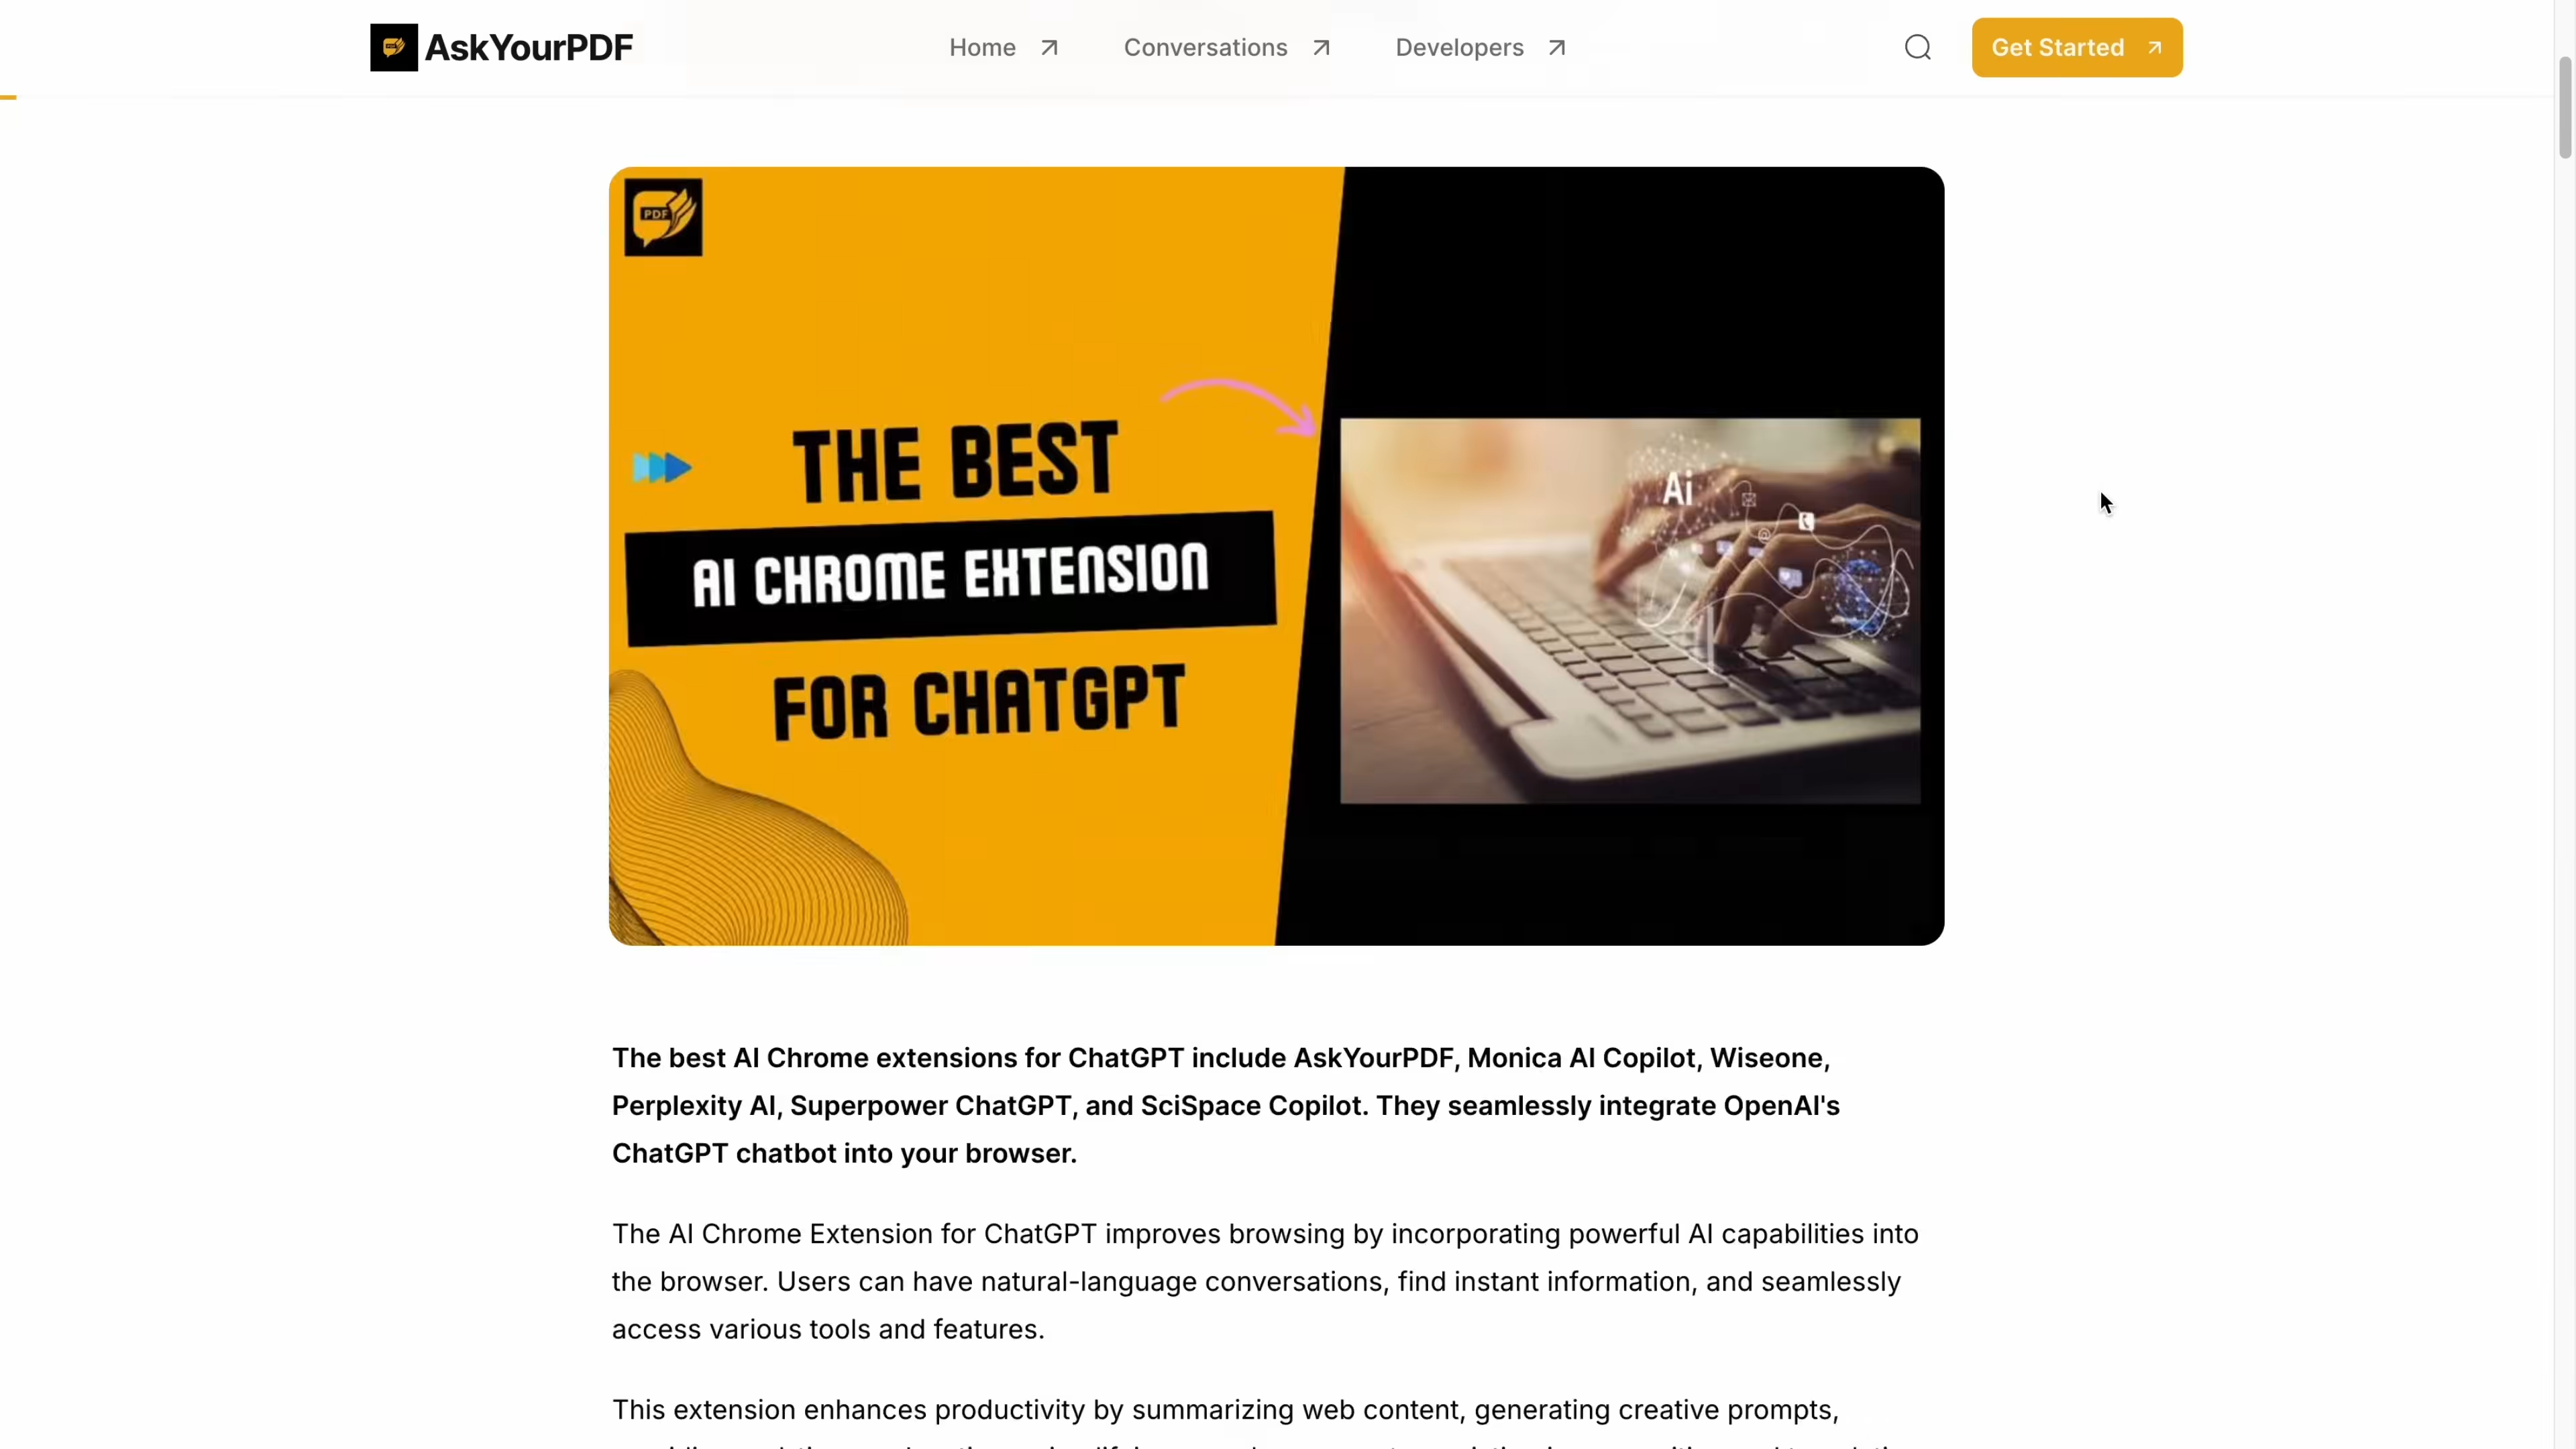 AskYourPDF
Home
Conversations
Developers
Get Started
PDF
THE BEST
AI CHROME EXTENSION
FOR CHATGPT
Ai
The best AI Chrome extensions for ChatGPT include AskYourPDF, Monica AI Copilot, Wiseone,
Perplexity AI, Superpower ChatGPT, and SciSpace Copilot. They seamlessly integrate OpenAI's
ChatGPT chatbot into your browser.
The AI Chrome Extension for ChatGPT improves browsing by incorporating powerful AI capabilities into
the browser. Users can have natural-language conversations, find instant information, and seamlessly
access various tools and features.
This extension enhances productivity by summarizing web content, generating creative prompts,